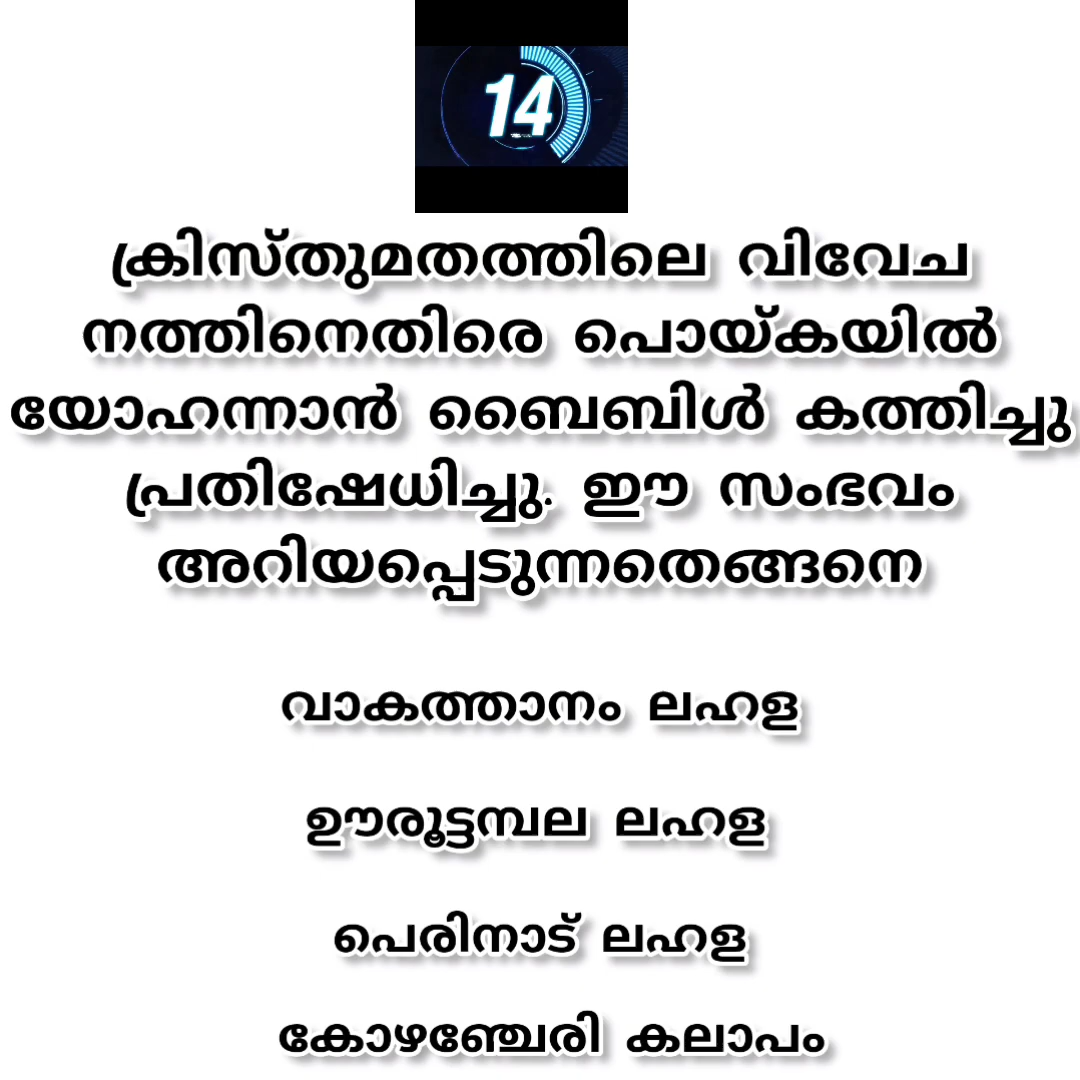 14
ക്രിസ്തുമതത്തിലെ വിവേച
നത്തിനെതിരെ പൊയ്കയിൽ
യോഹന്നാൻ ബൈബിൾ കത്തിച്ചു
പ്രതിഷേധിച്ചു. ഈ സംഭവം
അറിയപ്പെടുന്നതെങ്ങനെ
വാകത്താനം ലഹള
ഊരൂട്ടമ്പല ലഹള
പെരിനാട് ലഹള
കോഴഞ്ചേരി കലാപം